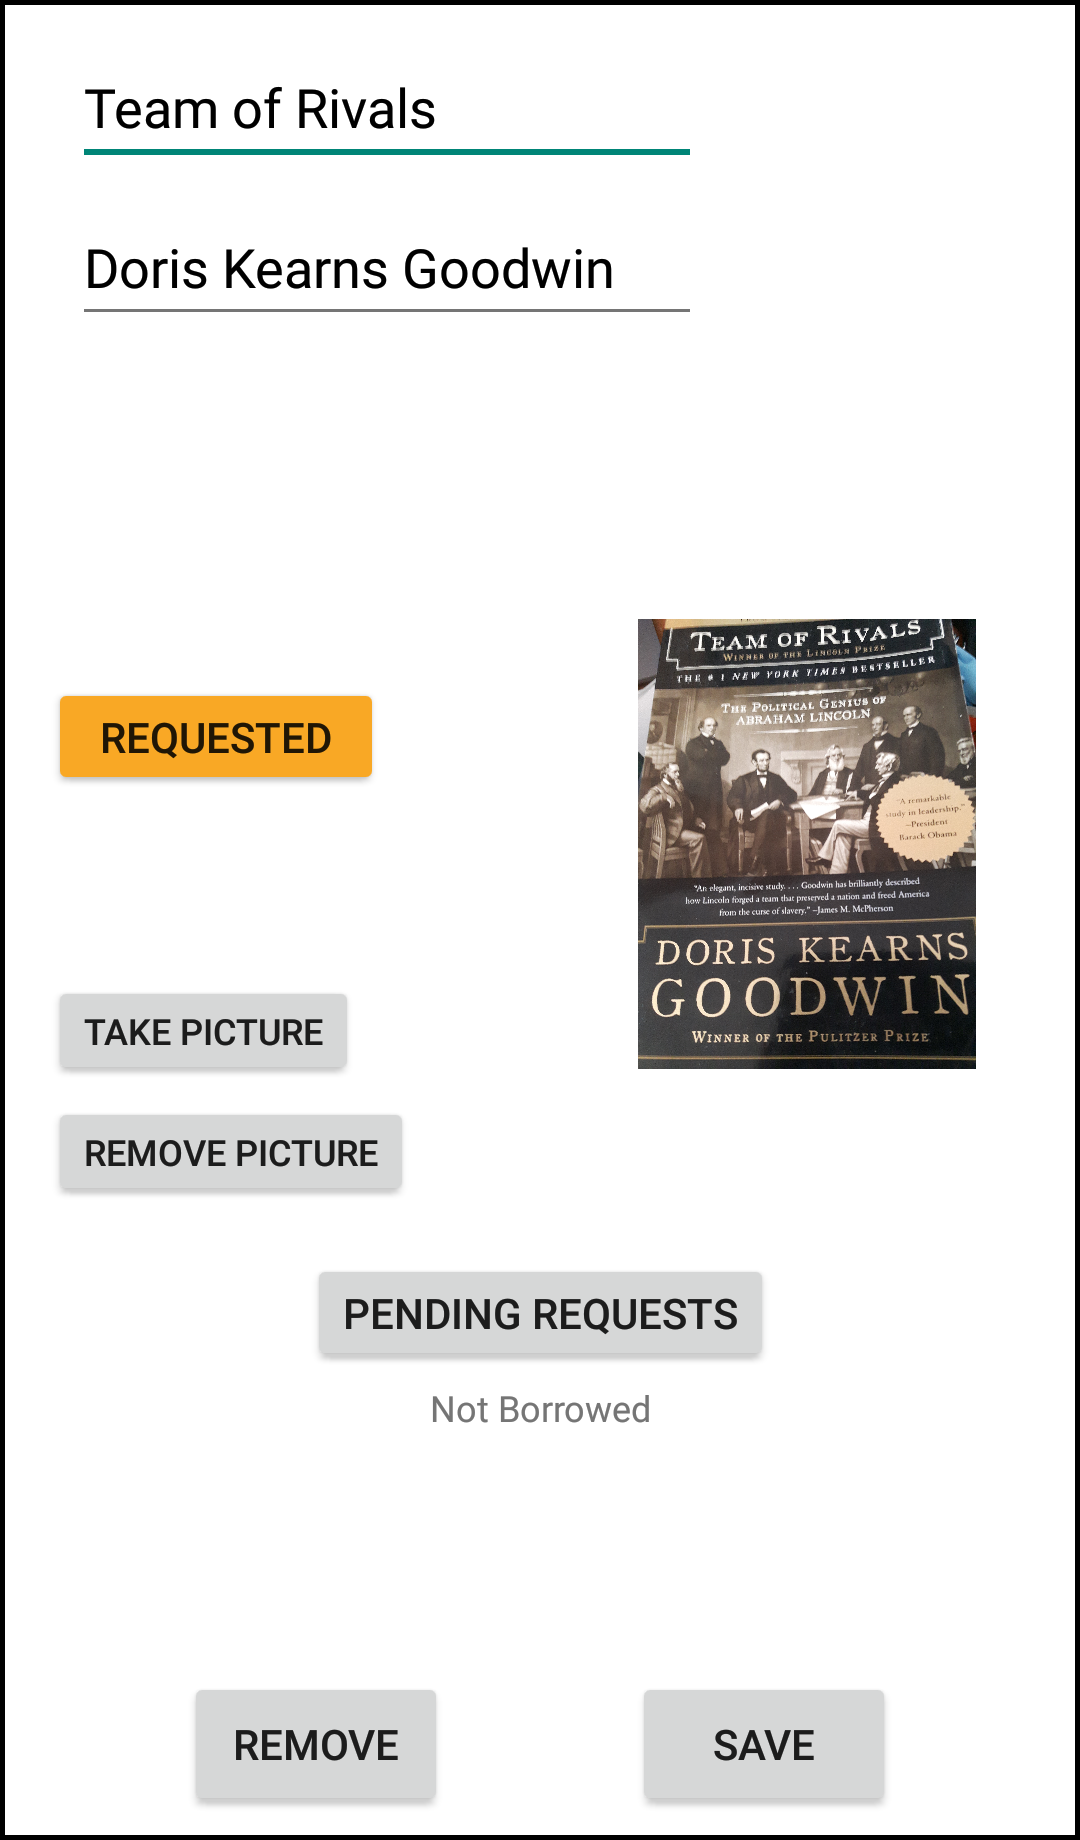 Team of Rivals
Doris Kearns Goodwin
REQUESTED
TEAM OF RIVALS
WINNER OF THE LINCOLN PRIZE
THE # 1 NEW YORK TIMES BESTSELLER
THE POLITICAL GENIUS OF
ABRAHAM LINCOLN
"A remarkable
study in leadership."
–President
Barack Obama
"An elegant, incisive study. . . . Goodwin has brilliantly described
how Lincoln forged a team that preserved a nation and freed America
from the curse of slavery." –James M. McPherson
DORIS KEARNS
GOODWIN
WINNER OF THE PULITZER PRIZE
TAKE PICTURE
REMOVE PICTURE
PENDING REQUESTS
Not Borrowed
REMOVE
SAVE